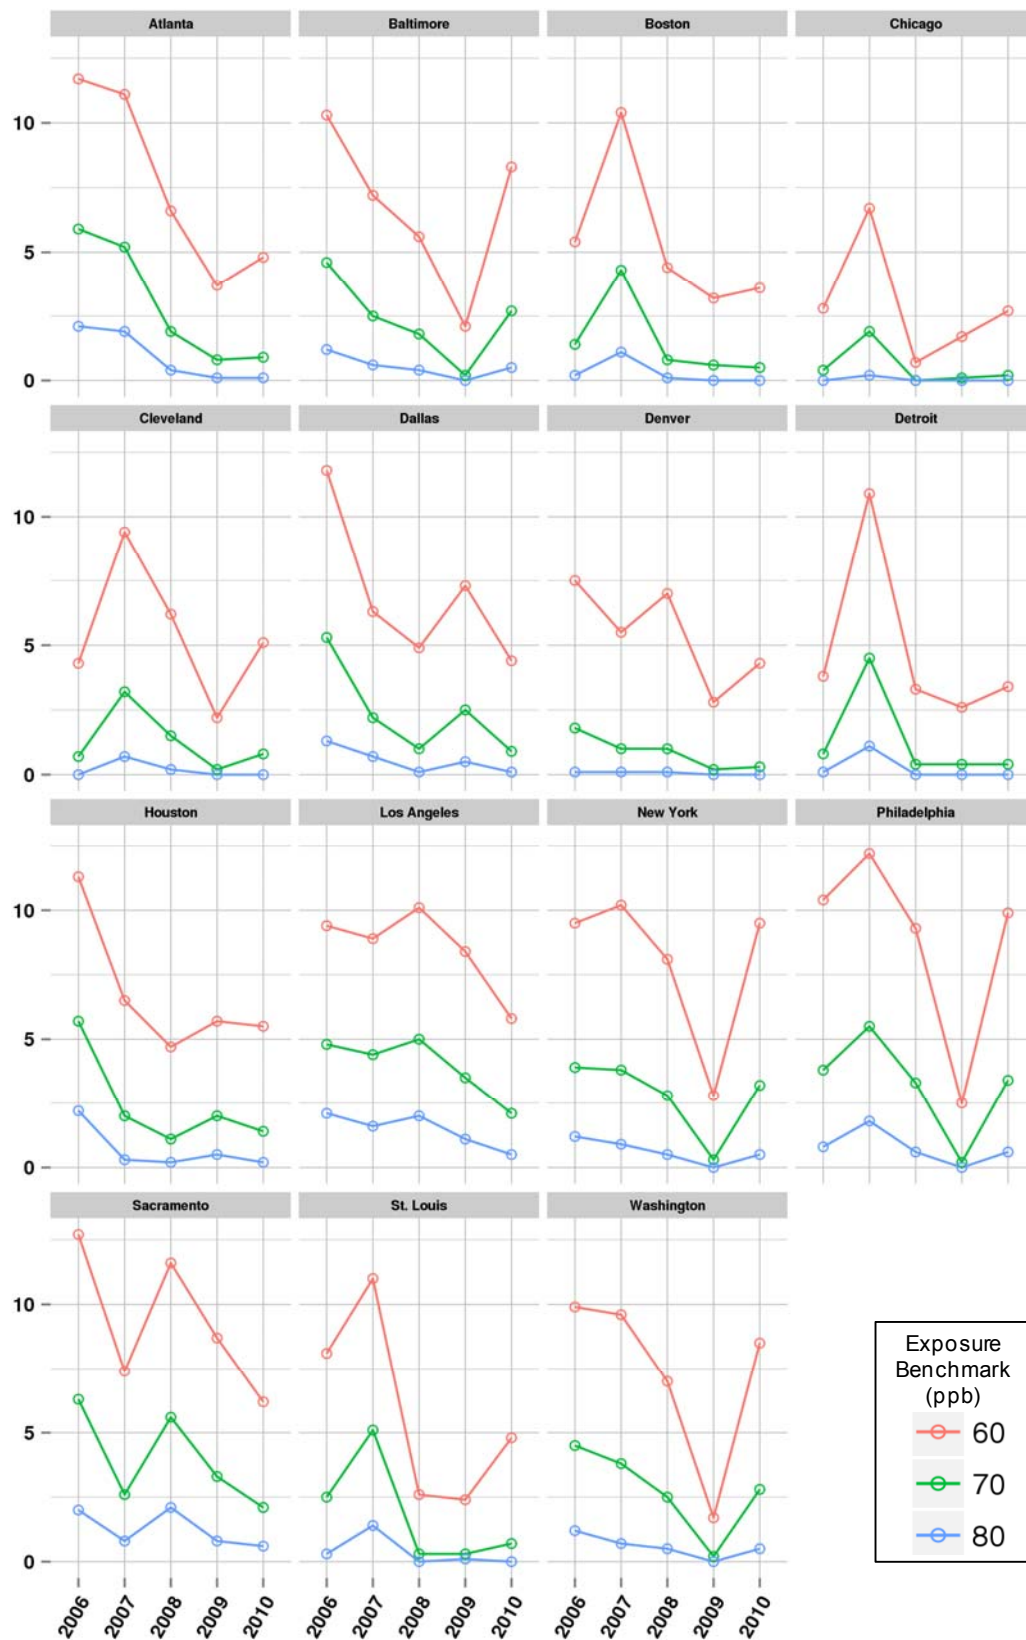 Atlanta Baltimore Boston Chicago
10
5
0
Cleveland Dallas Denver Detroit
10
5
0
Houston Los Angeles New York Philadelphia
10
5
0
Sacramento St. Louis Washington
10
5
0
2006 2007 2008 2009 2010 2006 2007 2008 2009 2010 2006 2007 2008 2009 2010
Exposure
Benchmark
(ppb)
60
70
80